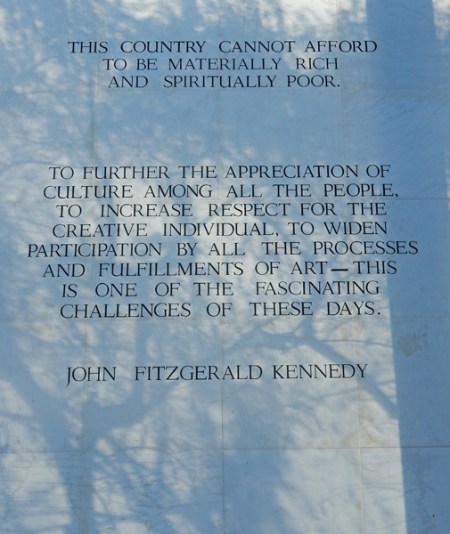 THIS COUNTRY CANNOT AFFORD
TO BE MATERIALLY RICH
AND SPIRITUALLY POOR.
TO FURTHER THE APPRECIATION OF
CULTURE AMONG ALL THE PEOPLE,
TO INCREASE RESPECT FOR THE
CREATIVE INDIVIDUAL, TO WIDEN
PARTICIPATION BY ALL THE PROCESSES
AND FULFILLMENTS OF ART—THIS
IS ONE OF THE FASCINATING
CHALLENGES OF THESE DAYS.
JOHN FITZGERALD KENNEDY